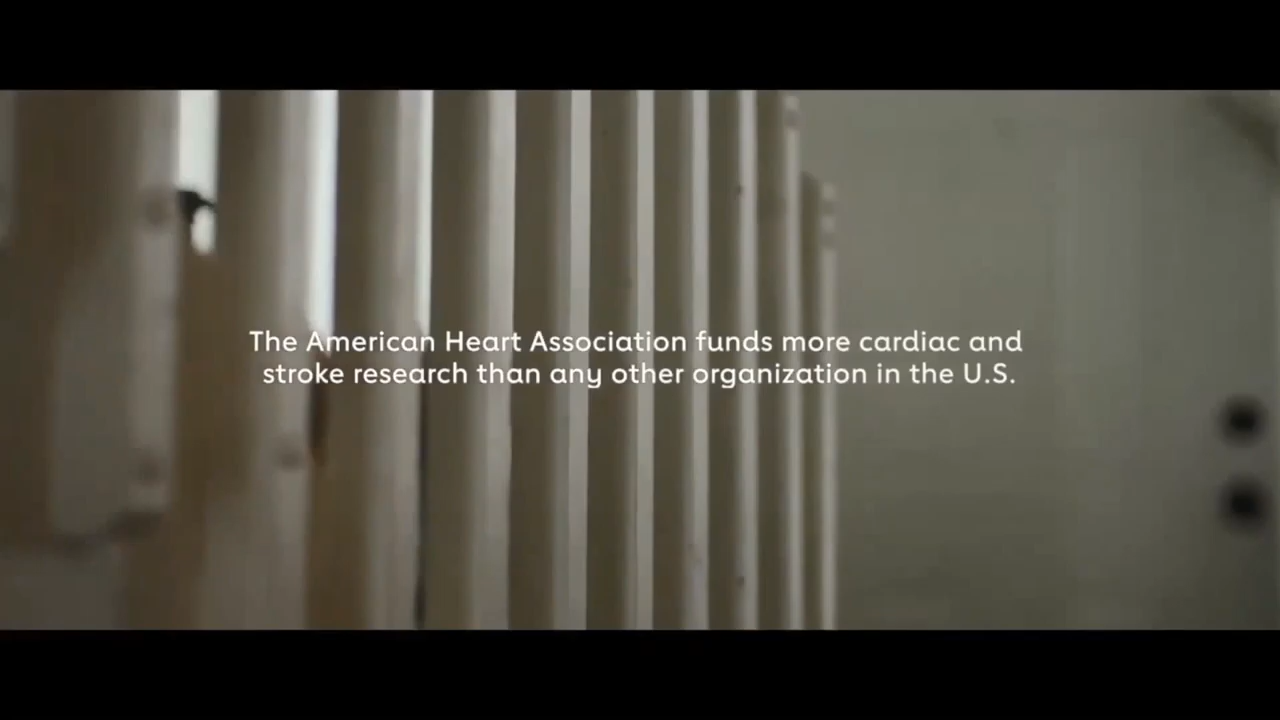 The American Heart Association funds more cardiac and
stroke research than any other organization in the U.S.